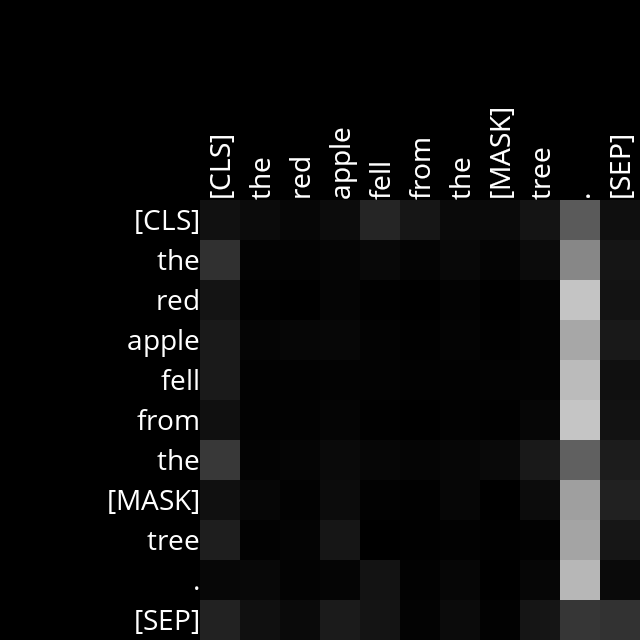 [CLS] the red apple fell from the [MASK] tree . [SEP]
[CLS]
the
red
apple
fell
from
the
[MASK]
tree
.
[SEP]